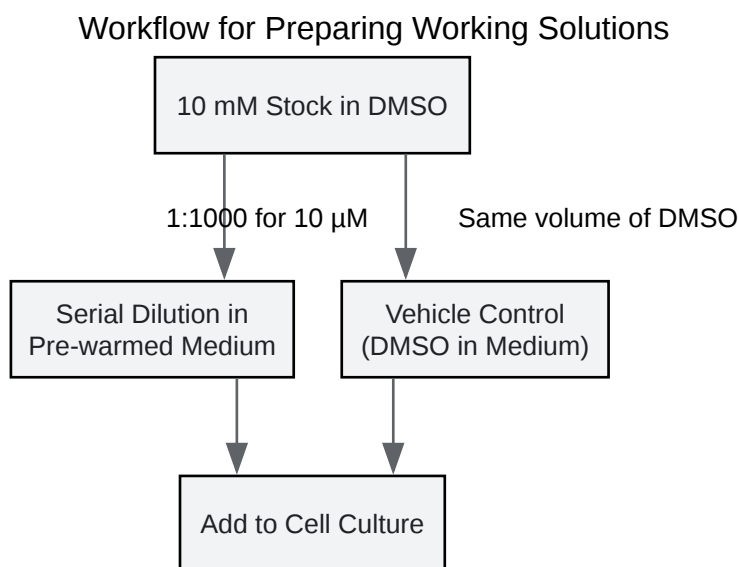 Workflow for Preparing Working Solutions
10 mM Stock in DMSO
1:1000 for 10 µM
Same volume of DMSO
Serial Dilution in
Pre-warmed Medium
Vehicle Control
(DMSO in Medium)
Add to Cell Culture